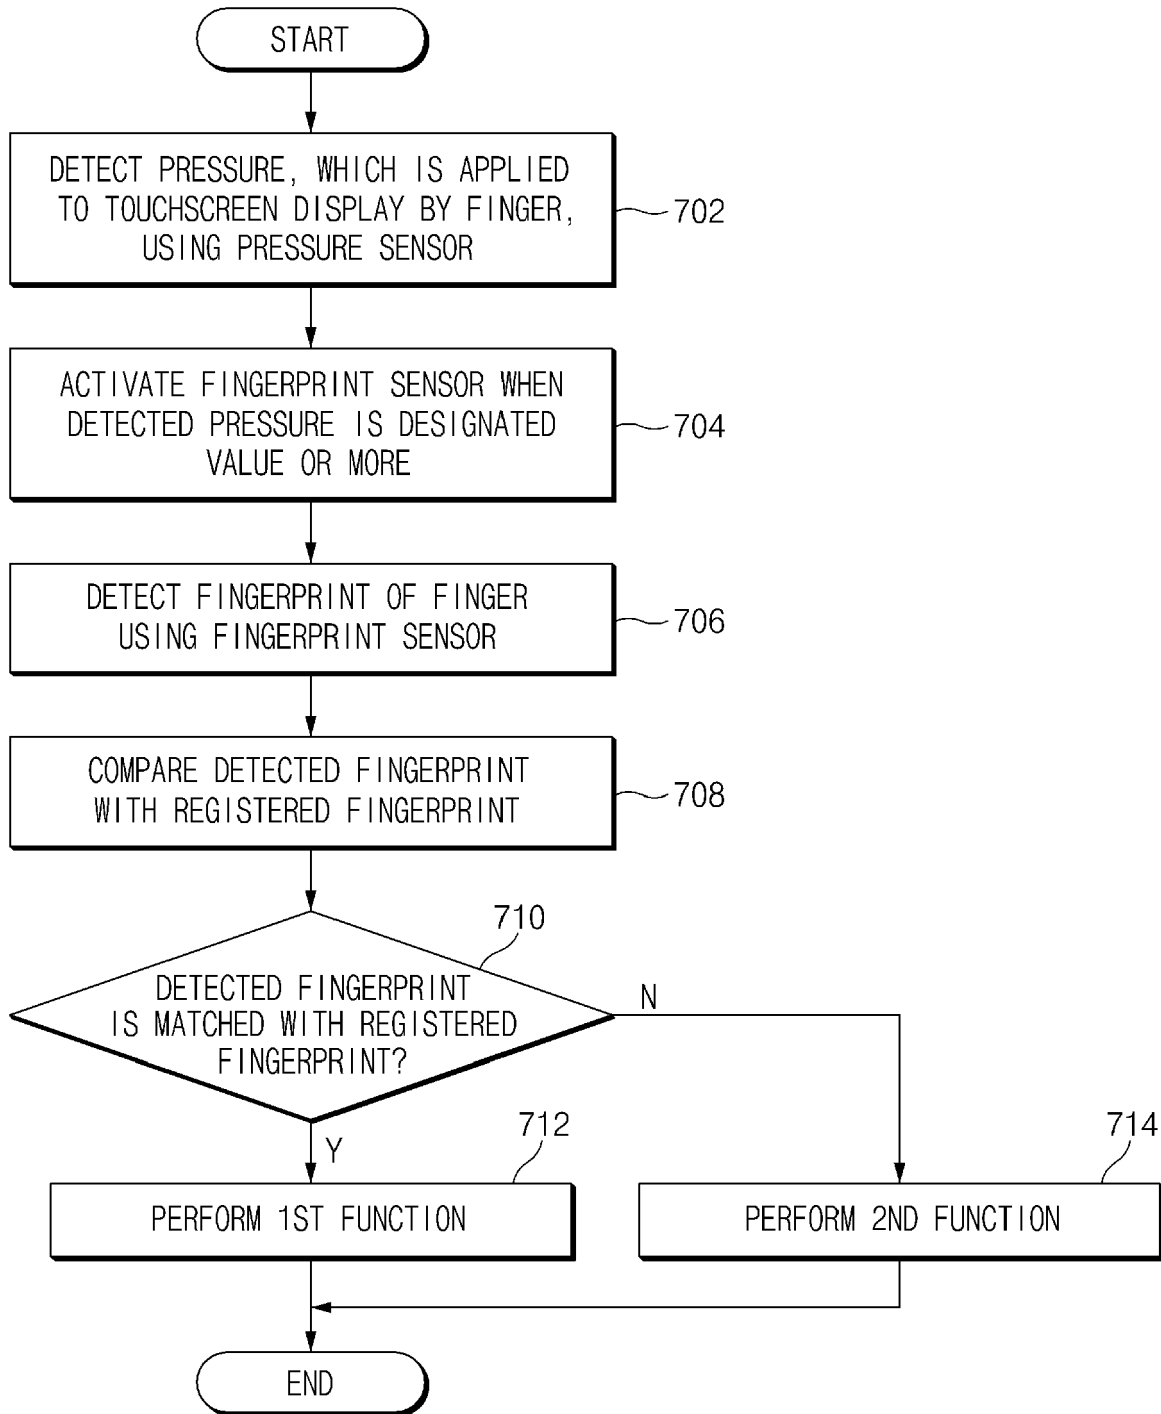 START
DETECT PRESSURE, WHICH IS APPLIED
TO TOUCHSCREEN DISPLAY BY FINGER,
USING PRESSURE SENSOR
702
ACTIVATE FINGERPRINT SENSOR WHEN
DETECTED PRESSURE IS DESIGNATED
VALUE OR MORE
704
DETECT FINGERPRINT OF FINGER
USING FINGERPRINT SENSOR
706
COMPARE DETECTED FINGERPRINT
WITH REGISTERED FINGERPRINT
708
710
DETECTED FINGERPRINT
IS MATCHED WITH REGISTERED
FINGERPRINT?
N
Y
712
714
PERFORM 1ST FUNCTION
PERFORM 2ND FUNCTION
END